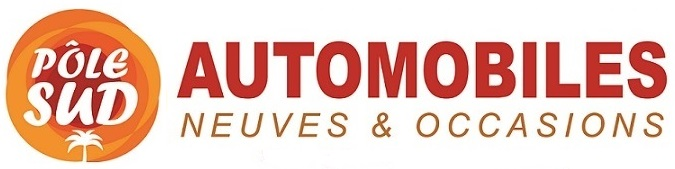 PÔLE
SUD
AUTOMOBILES
NEUVES & OCCASIONS